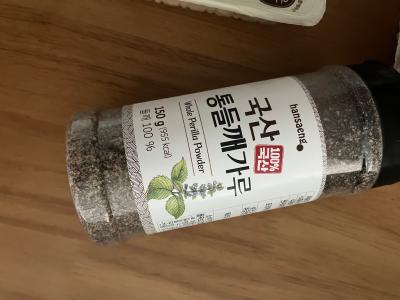 hansaeng
국산
통들깨가루
100%
국산
Whole Perilla Powder
150 g (955 kcal)
들깨 100 %